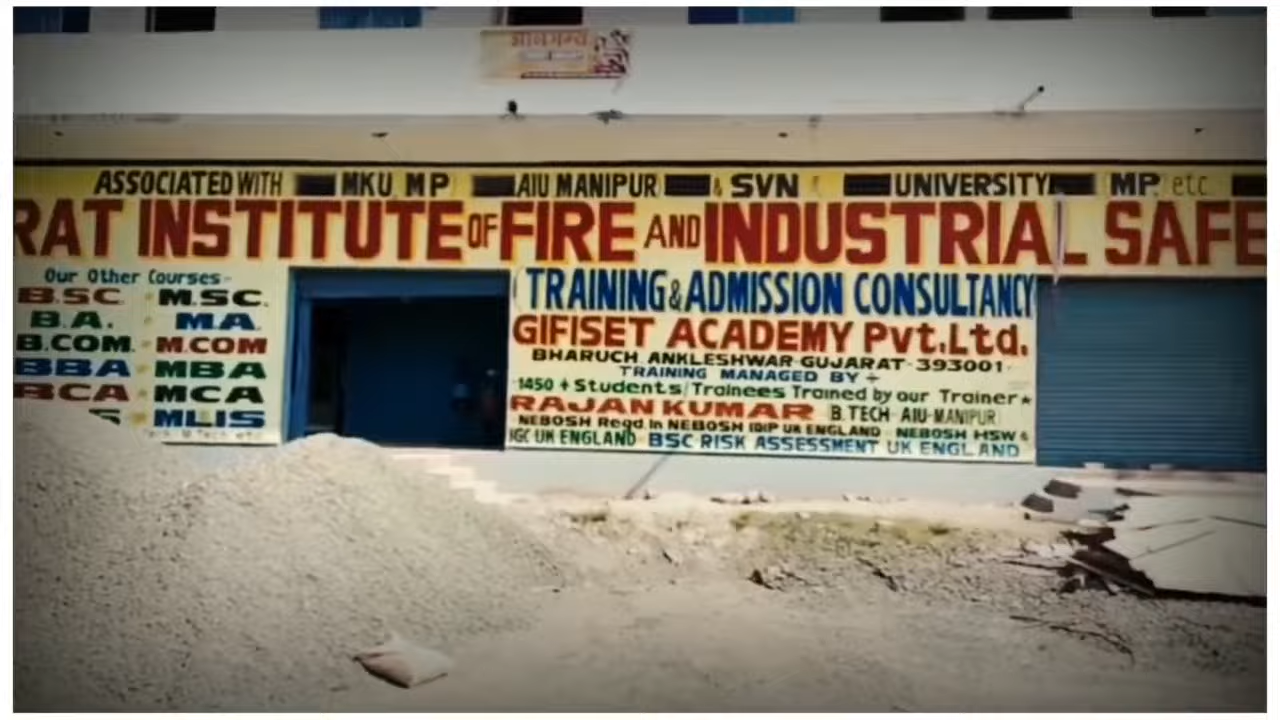 ASSOCIATED WITH MKU MP AIU MANIPUR & SVN UNIVERSITY MP. etc.
RAT INSTITUTE OF FIRE AND INDUSTRIAL SAFE
Our Other Courses-
B.SC. M.SC.
B.A. M.A.
B.COM. M.COM
BBA MBA
BCA MCA
S MLIS
TRAINING & ADMISSION CONSULTANCY
GIFISET ACADEMY Pvt.Ltd.
BHARUCH ANKLESHWAR GUJARAT 393001
TRAINING MANAGED BY
1450 + Students/Trainees Trained by our Trainer
RAJAN KUMAR B.TECH AIU-MANIPUR
NEBOSH Regd. In NEBOSH IDIP UK ENGLAND NEBOSH HSW &
IGC UK ENGLAND BSC RISK ASSESSMENT UK ENGLAND